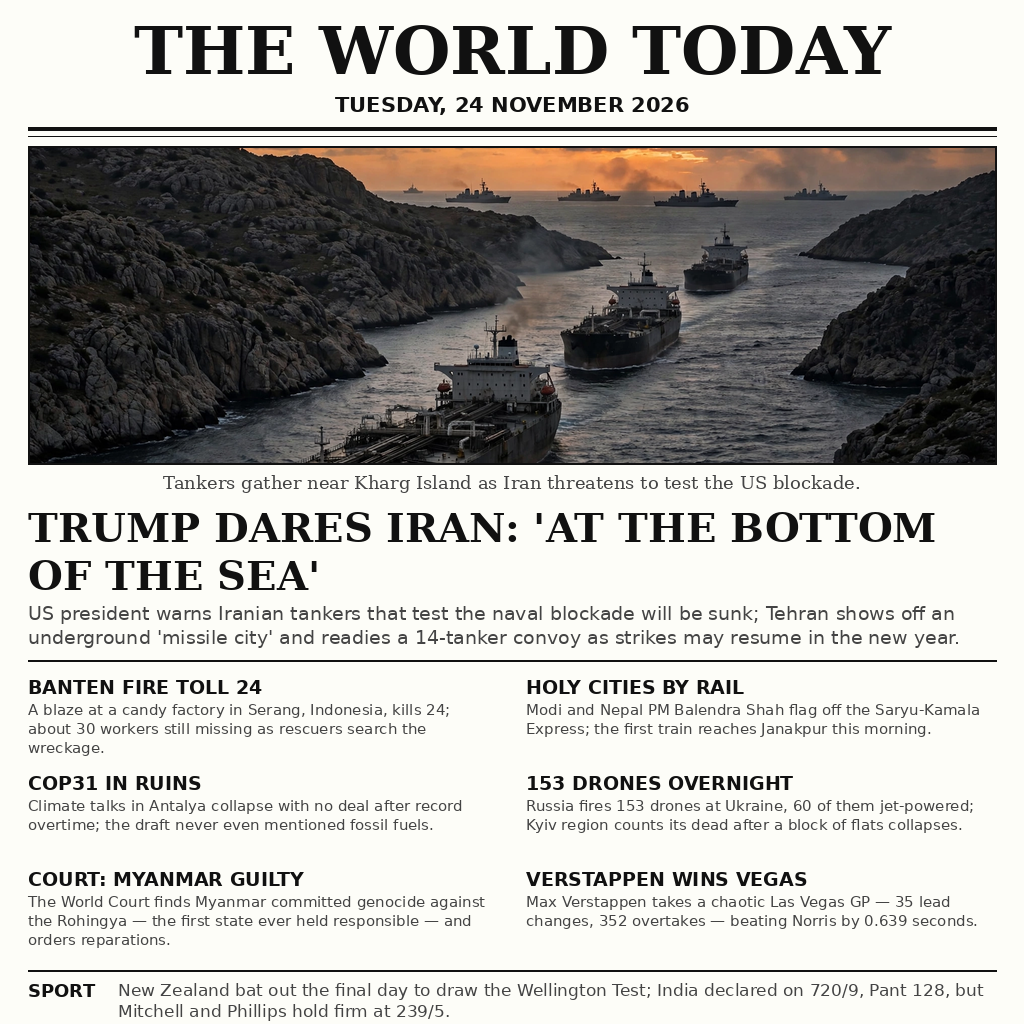 THE WORLD TODAY
TUESDAY, 24 NOVEMBER 2026
Tankers gather near Kharg Island as Iran threatens to test the US blockade.
TRUMP DARES IRAN: 'AT THE BOTTOM
OF THE SEA'
US president warns Iranian tankers that test the naval blockade will be sunk; Tehran shows off an
underground 'missile city' and readies a 14-tanker convoy as strikes may resume in the new year.
BANTEN FIRE TOLL 24
A blaze at a candy factory in Serang, Indonesia, kills 24;
about 30 workers still missing as rescuers search the
wreckage.
HOLY CITIES BY RAIL
Modi and Nepal PM Balendra Shah flag off the Saryu-Kamala
Express; the first train reaches Janakpur this morning.
COP31 IN RUINS
Climate talks in Antalya collapse with no deal after record
overtime; the draft never even mentioned fossil fuels.
153 DRONES OVERNIGHT
Russia fires 153 drones at Ukraine, 60 of them jet-powered;
Kyiv region counts its dead after a block of flats collapses.
COURT: MYANMAR GUILTY
The World Court finds Myanmar committed genocide against
the Rohingya — the first state ever held responsible — and
orders reparations.
VERSTAPPEN WINS VEGAS
Max Verstappen takes a chaotic Las Vegas GP — 35 lead
changes, 352 overtakes — beating Norris by 0.639 seconds.
SPORT New Zealand bat out the final day to draw the Wellington Test; India declared on 720/9, Pant 128, but
Mitchell and Phillips hold firm at 239/5.